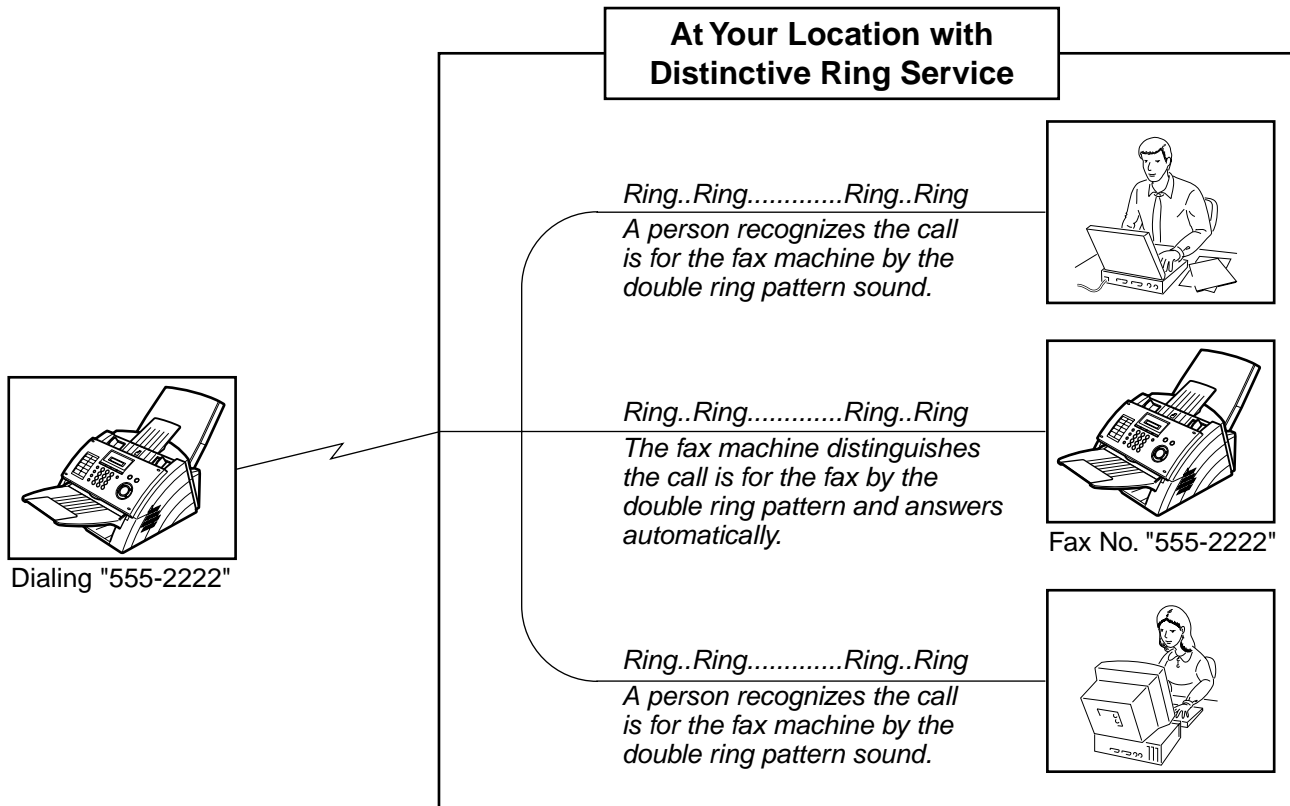 At Your Location with
Distinctive Ring Service
Ring..Ring.............Ring..Ring
A person recognizes the call
is for the fax machine by the
double ring pattern sound.
Ring..Ring.............Ring..Ring
The fax machine distinguishes
the call is for the fax by the
double ring pattern and answers
automatically.
Fax No. "555-2222"
Dialing "555-2222"
Ring..Ring.............Ring..Ring
A person recognizes the call
is for the fax machine by the
double ring pattern sound.